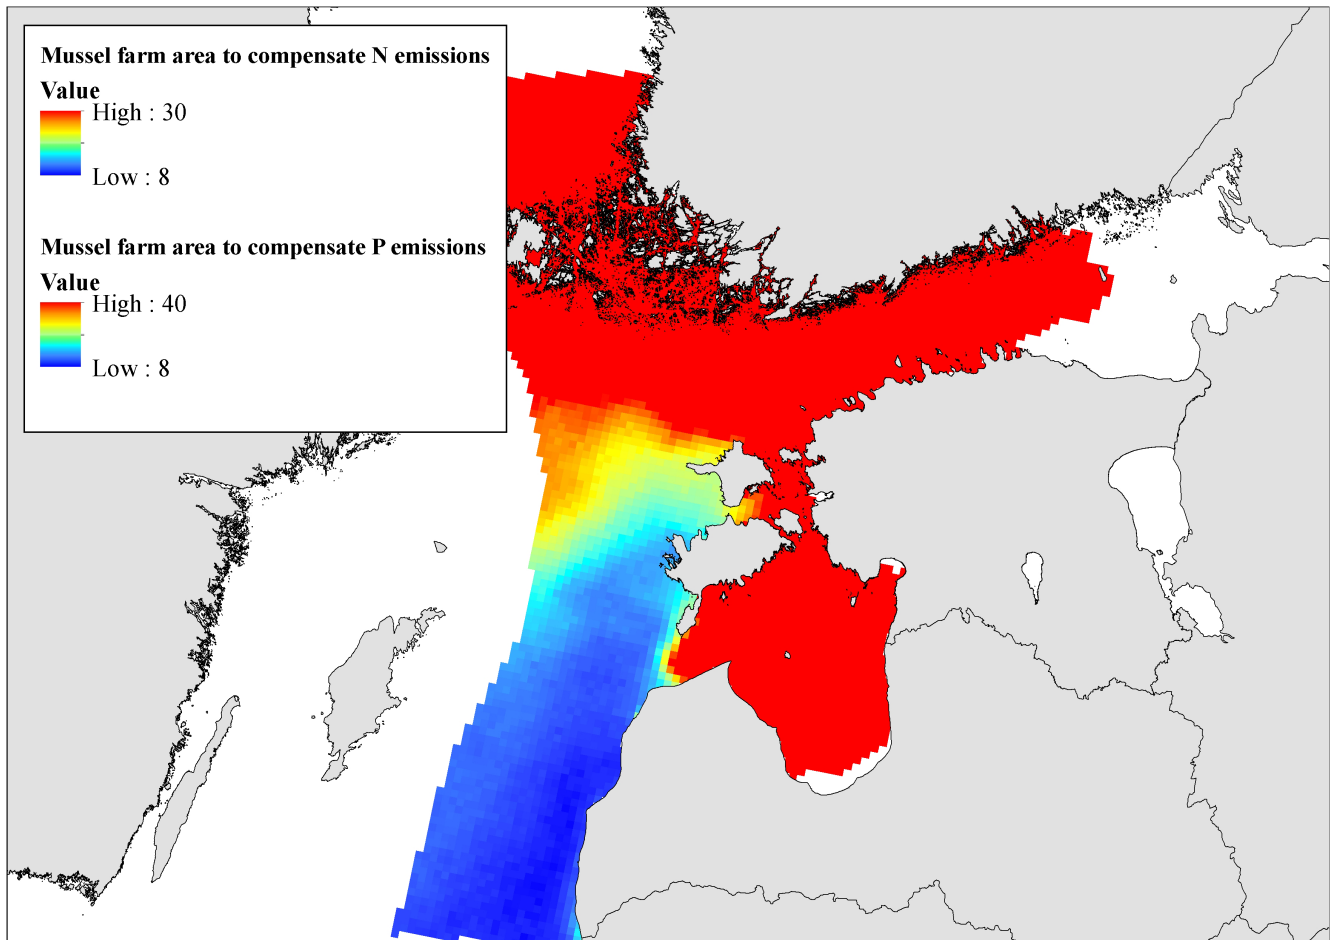 Mussel farm area to compensate N emissions
Value
High : 30
Low : 8
Mussel farm area to compensate P emissions
Value
High : 40
Low : 8